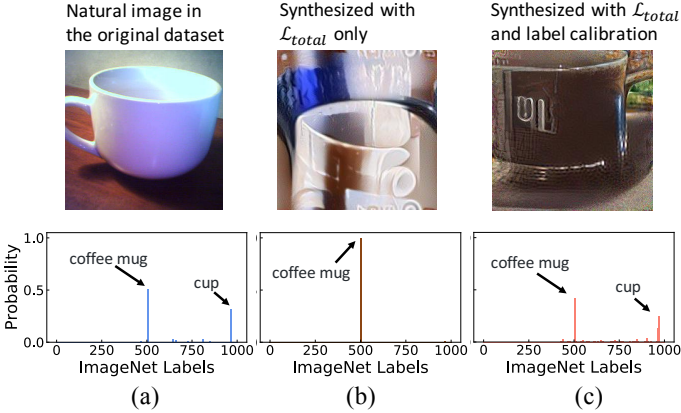 Natural image in
the original dataset
Synthesized with
ℒ_total only
Synthesized with ℒ_total
and label calibration
Probability
1.0
0.5
0.0
coffee mug
cup
0 250 500 750 1000
ImageNet Labels
(a)
coffee mug
0 250 500 750 1000
ImageNet Labels
(b)
coffee mug
cup
0 250 500 750 1000
ImageNet Labels
(c)